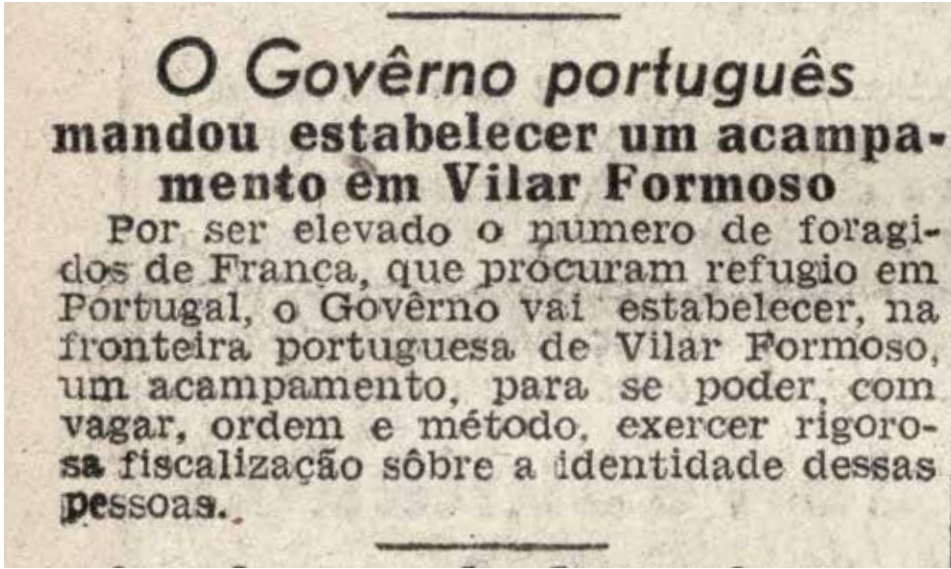 O Govêrno português
mandou estabelecer um acampa-
mento em Vilar Formoso
Por ser elevado o numero de foragi-
dos de França, que procuram refugio em
Portugal, o Govêrno vai estabelecer, na
fronteira portuguesa de Vilar Formoso,
um acampamento, para se poder, com
vagar, ordem e método, exercer rigoro-
sa fiscalização sôbre a identidade dessas
pessoas.